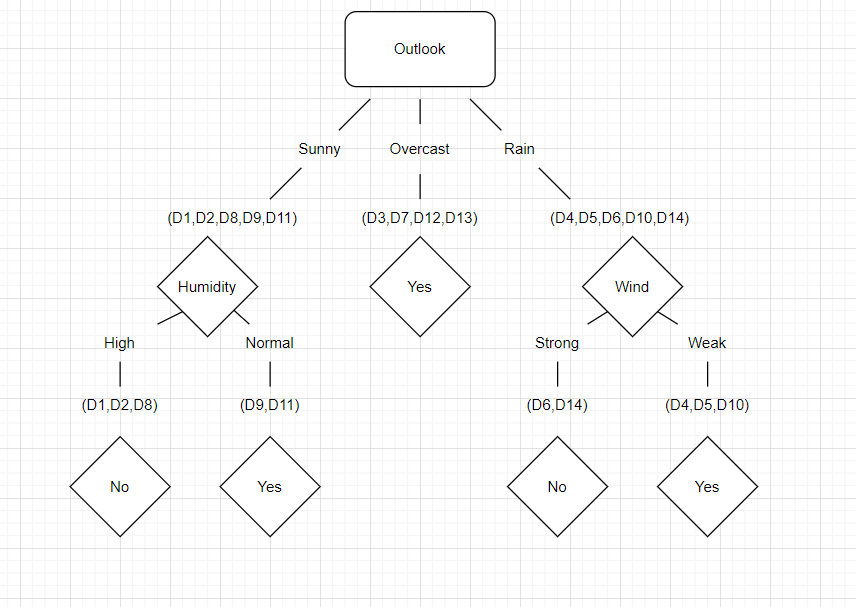 Outlook
Sunny Overcast Rain
(D1,D2,D8,D9,D11) (D3,D7,D12,D13) (D4,D5,D6,D10,D14)
Humidity Yes Wind
High Normal Strong Weak
(D1,D2,D8) (D9,D11) (D6,D14) (D4,D5,D10)
No Yes No Yes